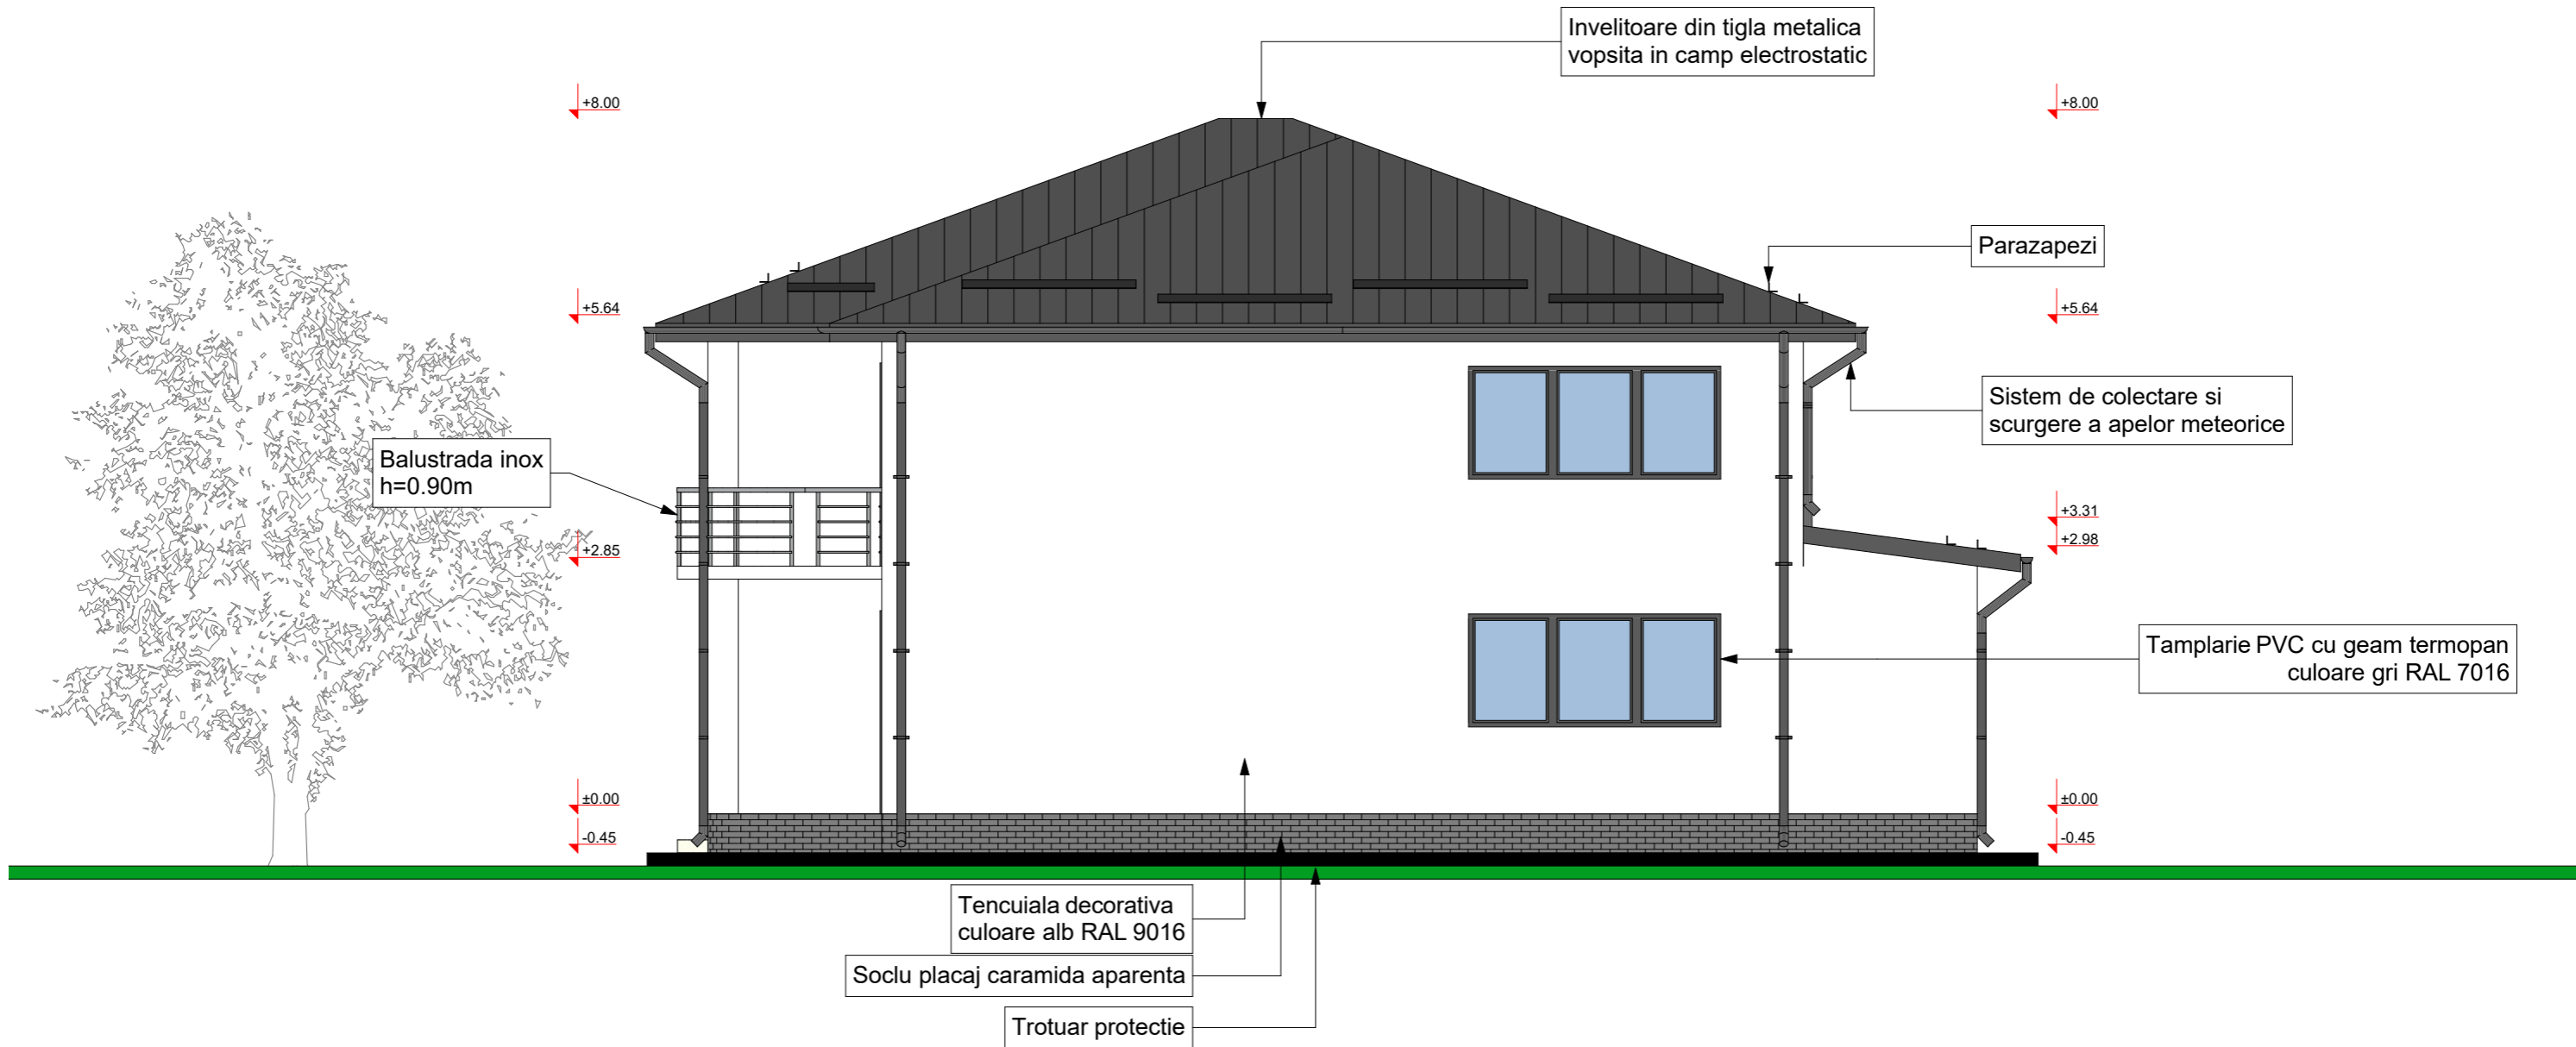 Invelitoare din tigla metalica
vopsita in camp electrostatic
+8.00
+8.00
Parazapezi
+5.64
+5.64
Sistem de colectare si
scurgere a apelor meteorice
Balustrada inox
h=0.90m
+3.31
+2.85
+2.98
Tamplarie PVC cu geam termopan
culoare gri RAL 7016
±0.00
±0.00
-0.45
-0.45
Tencuiala decorativa
culoare alb RAL 9016
Soclu placaj caramida aparenta
Trotuar protectie